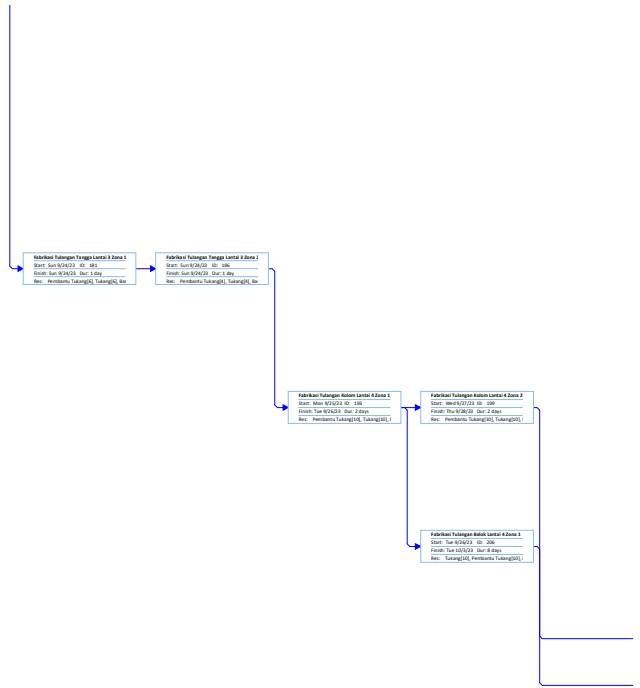 Fabrikasi Tulangan Tangga Lantai 3 Zona 1
Start: Sun 9/24/23 ID: 181
Finish: Sun 9/24/23 Dur: 1 day
Res: Pembantu Tukang[6], Tukang[6], Bar
Fabrikasi Tulangan Tangga Lantai 3 Zona 2
Start: Sun 9/24/23 ID: 186
Finish: Sun 9/24/23 Dur: 1 day
Res: Pembantu Tukang[4], Tukang[4], Ba
Fabrikasi Tulangan Kolom Lantai 4 Zona 1
Start: Mon 9/25/23 ID:
Finish: Tue 9/26/23 Dur: 2 days
Res: Pembantu Tukang[10], Tukang[10],
Fabrikasi Tulangan Kolom Lantai 4 Zona 2
Start: Wed 9/27/23 ID: 199
Finish: Thu 9/28/23 Dur: 2 days
Res: Pembantu Tukang[10], Tukang[10],
Fabrikasi Tulangan Balok Lantai 4 Zona 1
Start: Tue 9/26/23 ID: 206
Finish: Tue 10/3/23 Dur: 8 days
Res: Tukang[10], Pembantu Tukang[10],